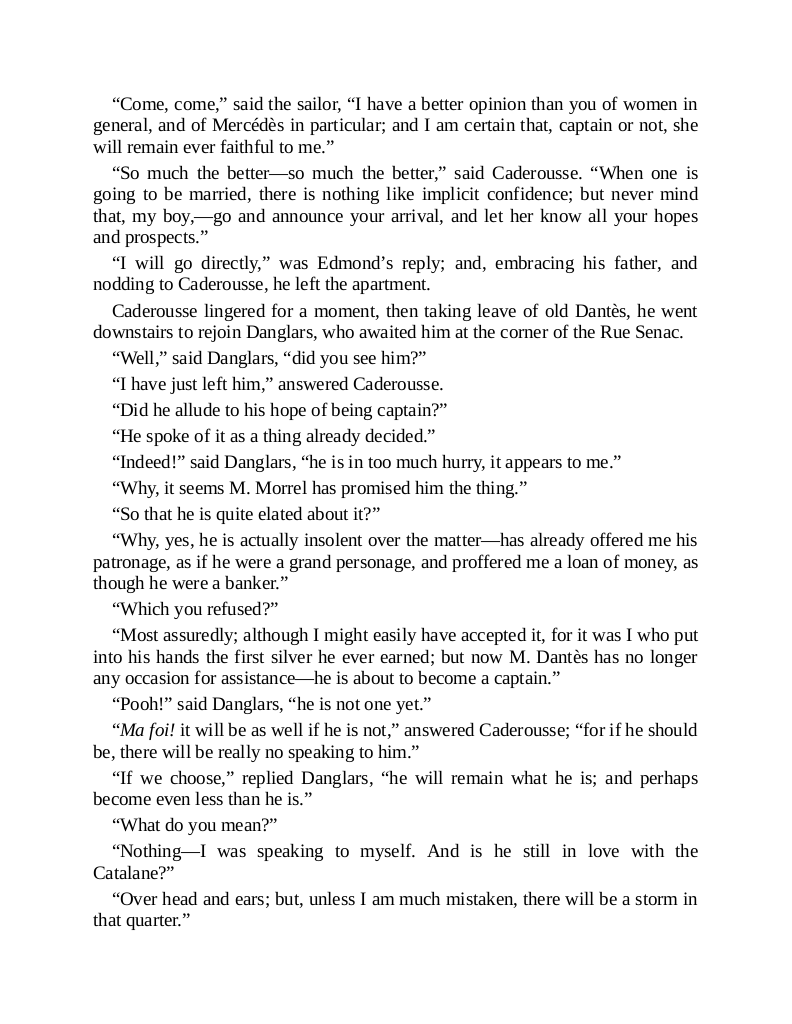 “Come, come,” said the sailor, “I have a better opinion than you of women in
general, and of Mercédès in particular; and I am certain that, captain or not, she
will remain ever faithful to me.”
“So much the better—so much the better,” said Caderousse. “When one is
going to be married, there is nothing like implicit confidence; but never mind
that, my boy,—go and announce your arrival, and let her know all your hopes
and prospects.”
“I will go directly,” was Edmond’s reply; and, embracing his father, and
nodding to Caderousse, he left the apartment.
Caderousse lingered for a moment, then taking leave of old Dantès, he went
downstairs to rejoin Danglars, who awaited him at the corner of the Rue Senac.
“Well,” said Danglars, “did you see him?”
“I have just left him,” answered Caderousse.
“Did he allude to his hope of being captain?”
“He spoke of it as a thing already decided.”
“Indeed!” said Danglars, “he is in too much hurry, it appears to me.”
“Why, it seems M. Morrel has promised him the thing.”
“So that he is quite elated about it?”
“Why, yes, he is actually insolent over the matter—has already offered me his
patronage, as if he were a grand personage, and proffered me a loan of money, as
though he were a banker.”
“Which you refused?”
“Most assuredly; although I might easily have accepted it, for it was I who put
into his hands the first silver he ever earned; but now M. Dantès has no longer
any occasion for assistance—he is about to become a captain.”
“Pooh!” said Danglars, “he is not one yet.”
“Ma foi! it will be as well if he is not,” answered Caderousse; “for if he should
be, there will be really no speaking to him.”
“If we choose,” replied Danglars, “he will remain what he is; and perhaps
become even less than he is.”
“What do you mean?”
“Nothing—I was speaking to myself. And is he still in love with the
Catalane?”
“Over head and ears; but, unless I am much mistaken, there will be a storm in
that quarter.”